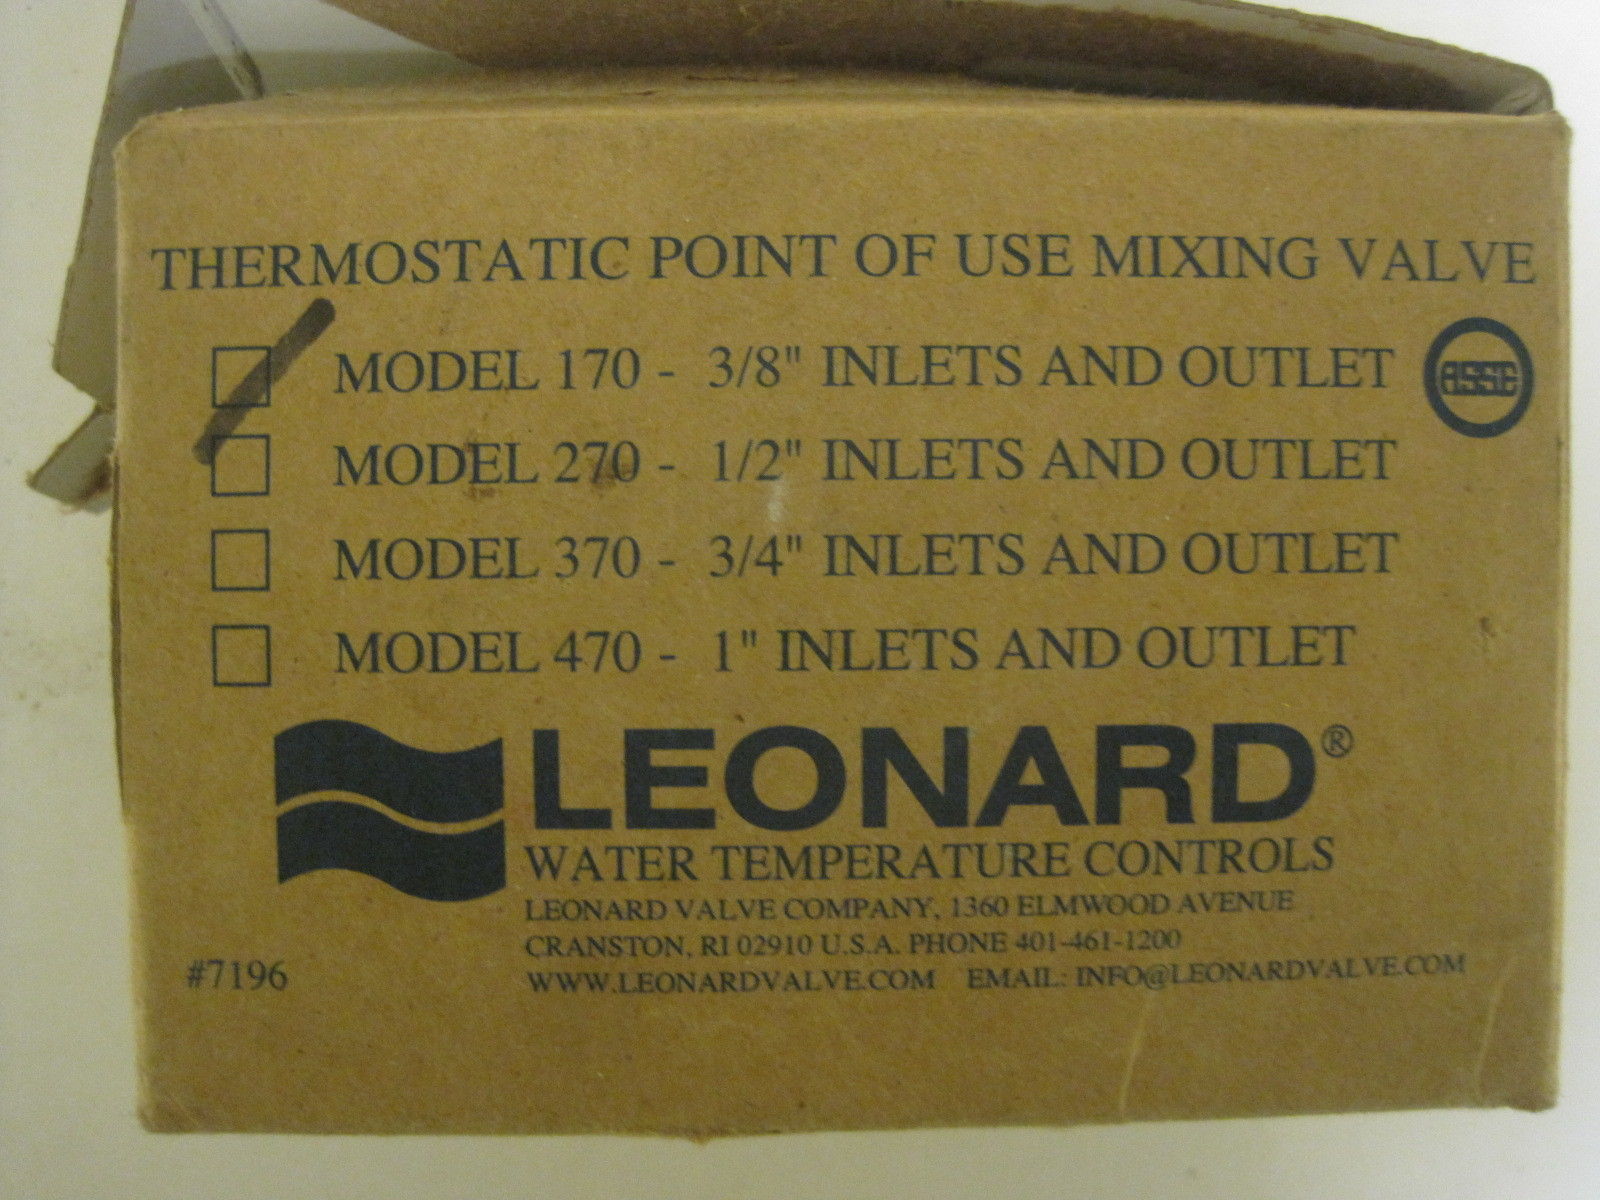 THERMOSTATIC POINT OF USE MIXING VALVE
MODEL 170 - 3/8" INLETS AND OUTLET
ASSE
MODEL 270 - 1/2" INLETS AND OUTLET
MODEL 370 - 3/4" INLETS AND OUTLET
MODEL 470 - 1" INLETS AND OUTLET
LEONARD®
WATER TEMPERATURE CONTROLS
LEONARD VALVE COMPANY, 1360 ELMWOOD AVENUE
CRANSTON, RI 02910 U.S.A. PHONE 401-461-1200
WWW.LEONARDVALVE.COM EMAIL: INFO@LEONARDVALVE.COM
#7196